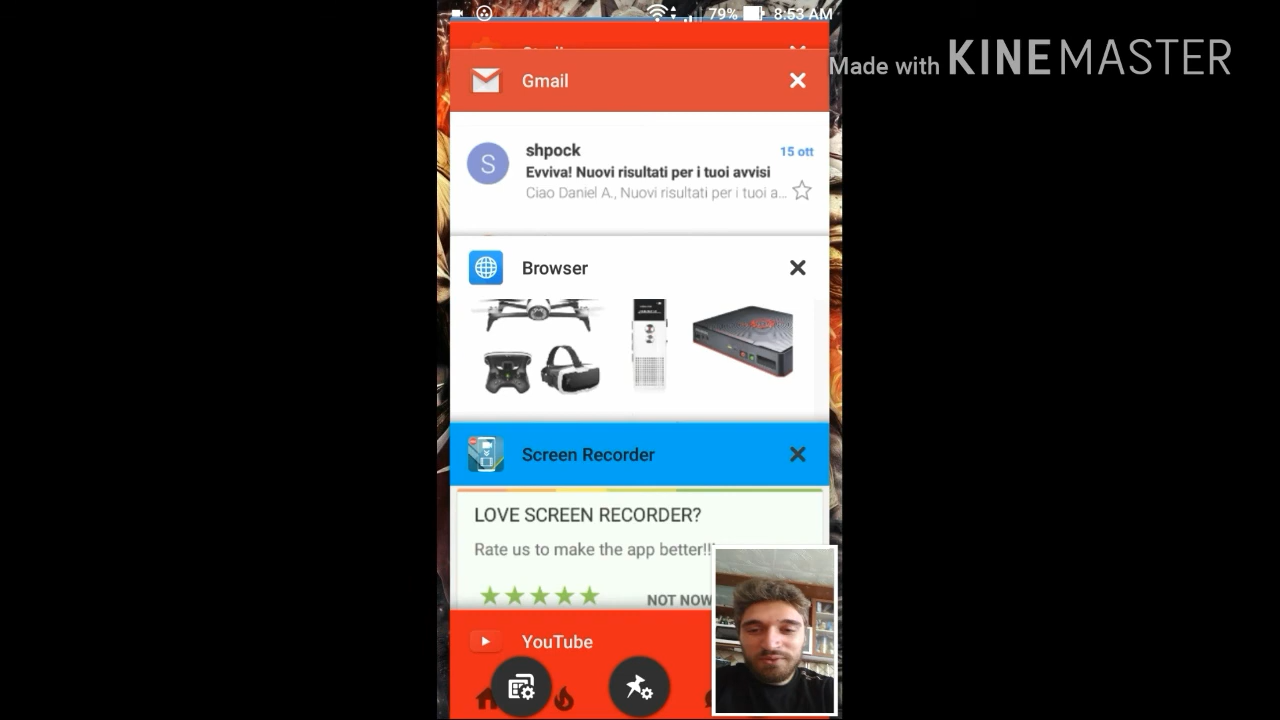 79% 8:53 AM
Made with KINEMASTER
Gmail
shpock
15 ott
Evviva! Nuovi risultati per i tuoi avvisi
Ciao Daniel A., Nuovi risultati per i tuoi a...
S
Browser
Screen Recorder
LOVE SCREEN RECORDER?
Rate us to make the app better!!
NOT NOW
YouTube